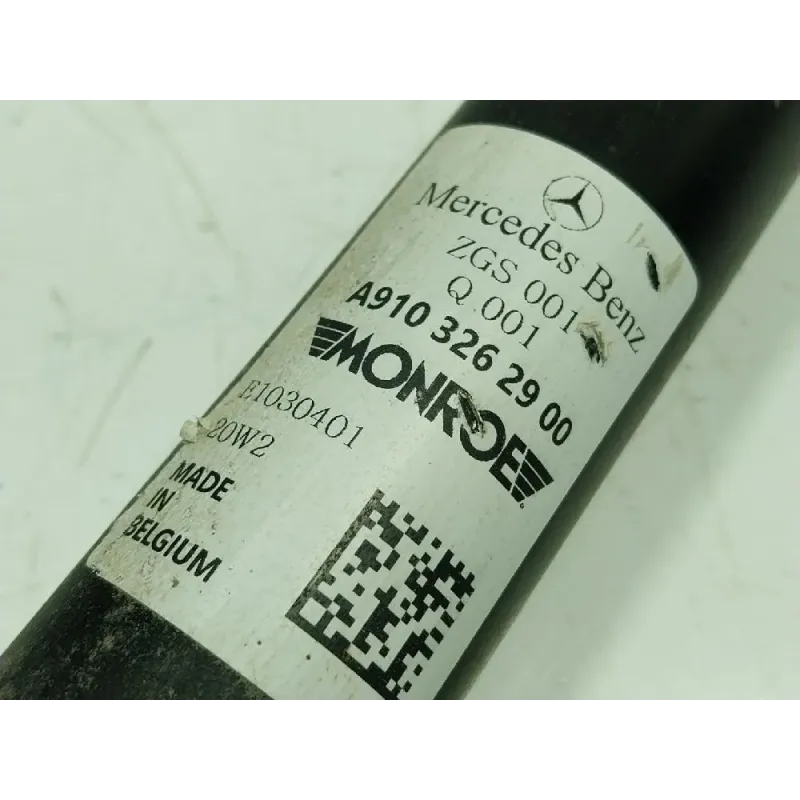 Mercedes Benz
ZGS 001
Q 001
A910 326 29 00
MONROE
E1030401
20W2
MADE
IN
BELGIUM